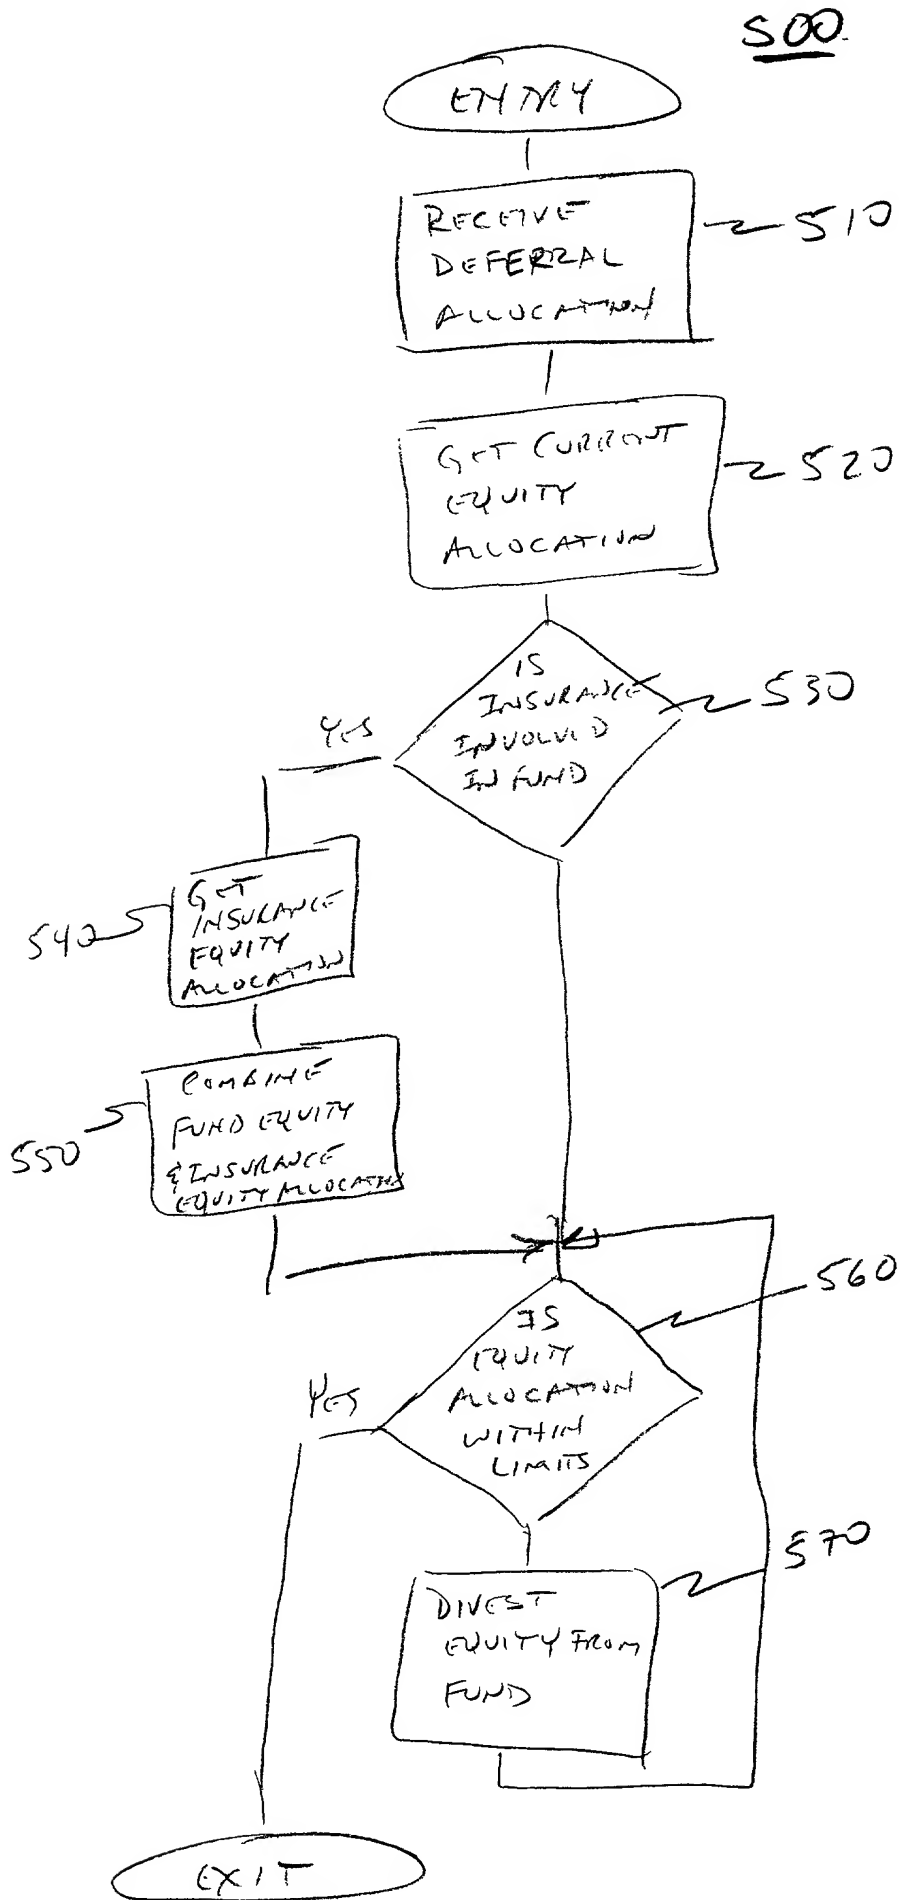 500
ENTRY
RECEIVE
DEFERRAL
ALLOCATION
510
GET CURRENT
EQUITY
ALLOCATION
520
IS
INSURANCE
INVOLVED
IN FUND
530
YES
GET
INSURANCE
EQUITY
ALLOCATION
540
COMBINE
FUND EQUITY
& INSURANCE
EQUITY ALLOCATION
550
IS
EQUITY
ALLOCATION
WITHIN
LIMITS
560
YES
DIVEST
EQUITY FROM
FUND
570
EXIT